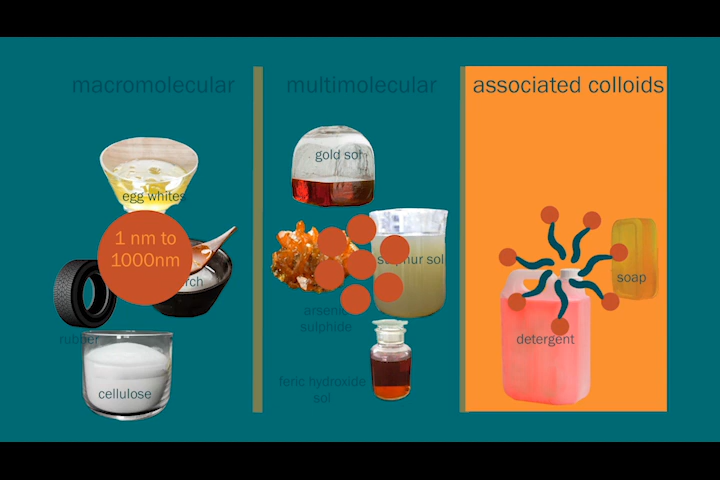 macromolecular
multimolecular
associated colloids
egg whites
1 nm to
1000nm
rubber
cellulose
gold sol
sulphur sol
sulphide
feric hydroxide
sol
soap
detergent